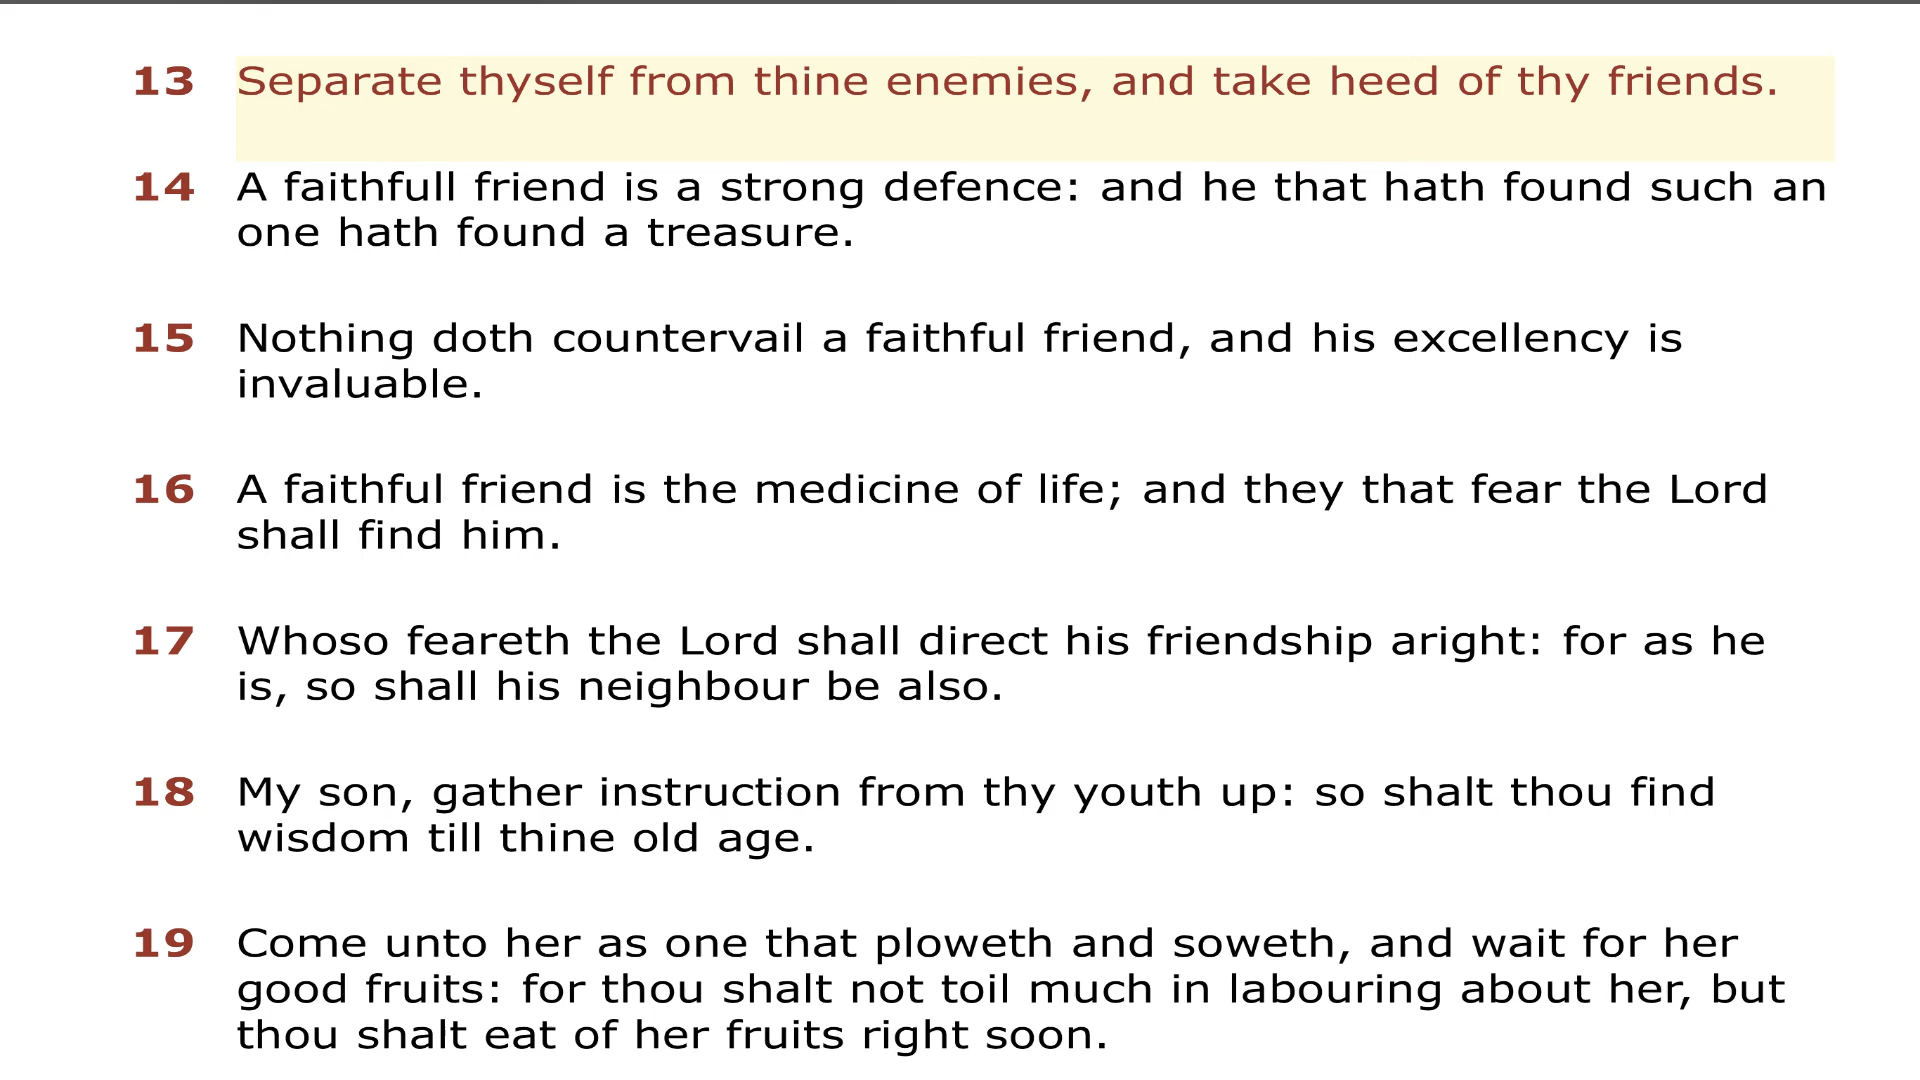 13 Separate thyself from thine enemies, and take heed of thy friends.
14 A faithfull friend is a strong defence: and he that hath found such an
one hath found a treasure.
15 Nothing doth countervail a faithful friend, and his excellency is
invaluable.
16 A faithful friend is the medicine of life; and they that fear the Lord
shall find him.
17 Whoso feareth the Lord shall direct his friendship aright: for as he
is, so shall his neighbour be also.
18 My son, gather instruction from thy youth up: so shalt thou find
wisdom till thine old age.
19 Come unto her as one that ploweth and soweth, and wait for her
good fruits: for thou shalt not toil much in labouring about her, but
thou shalt eat of her fruits right soon.